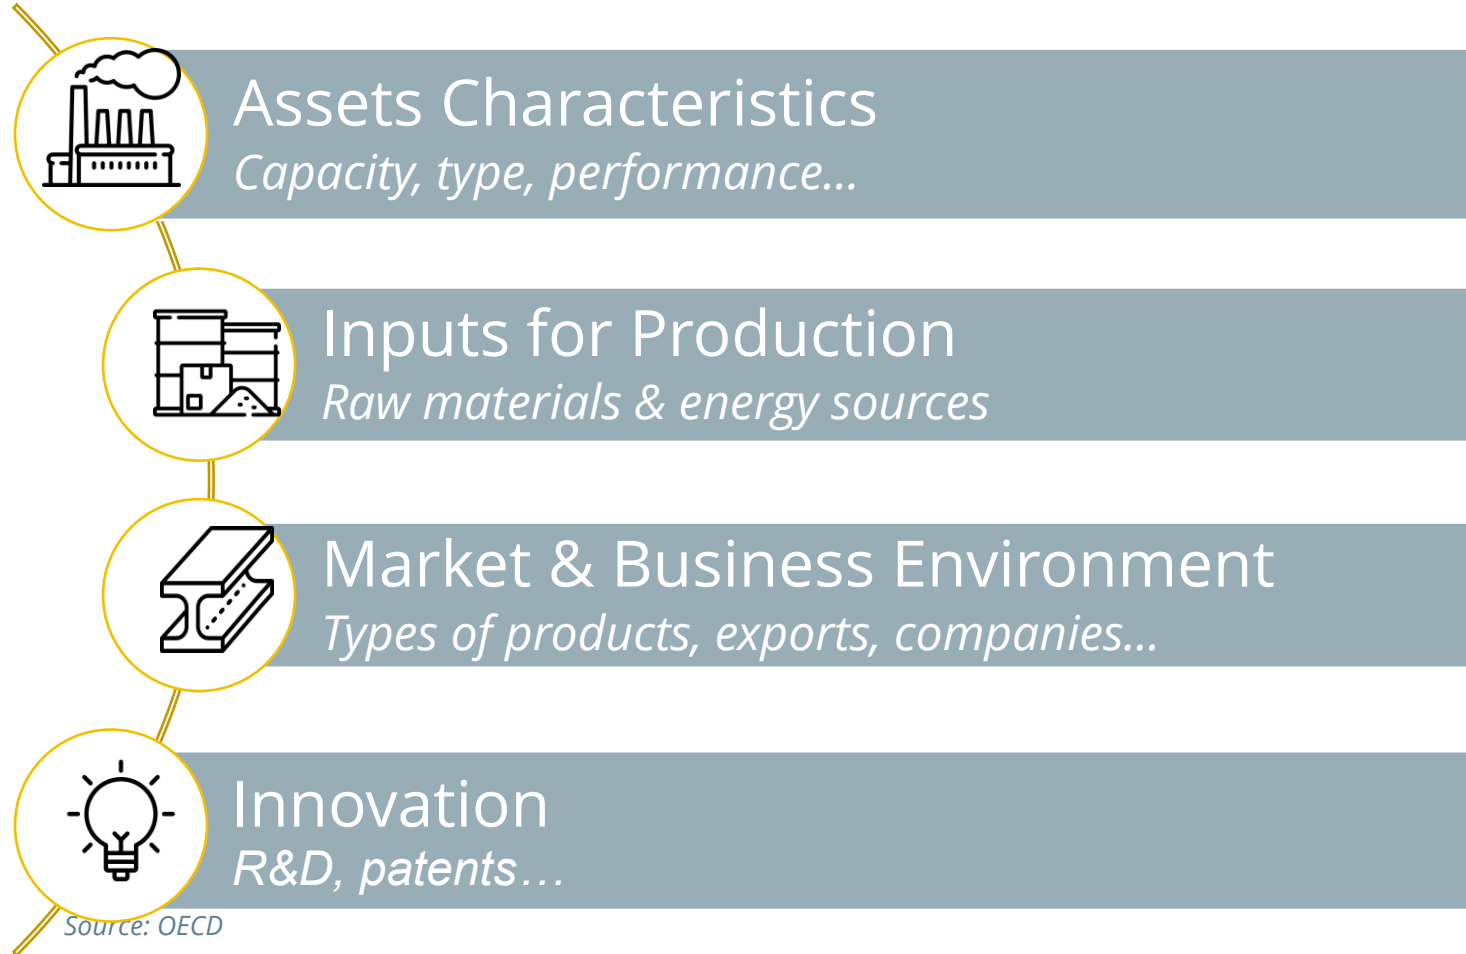 Assets Characteristics
Capacity, type, performance...
Inputs for Production
Raw materials & energy sources
Market & Business Environment
Types of products, exports, companies...
Innovation
R&D, patents…
Source: OECD